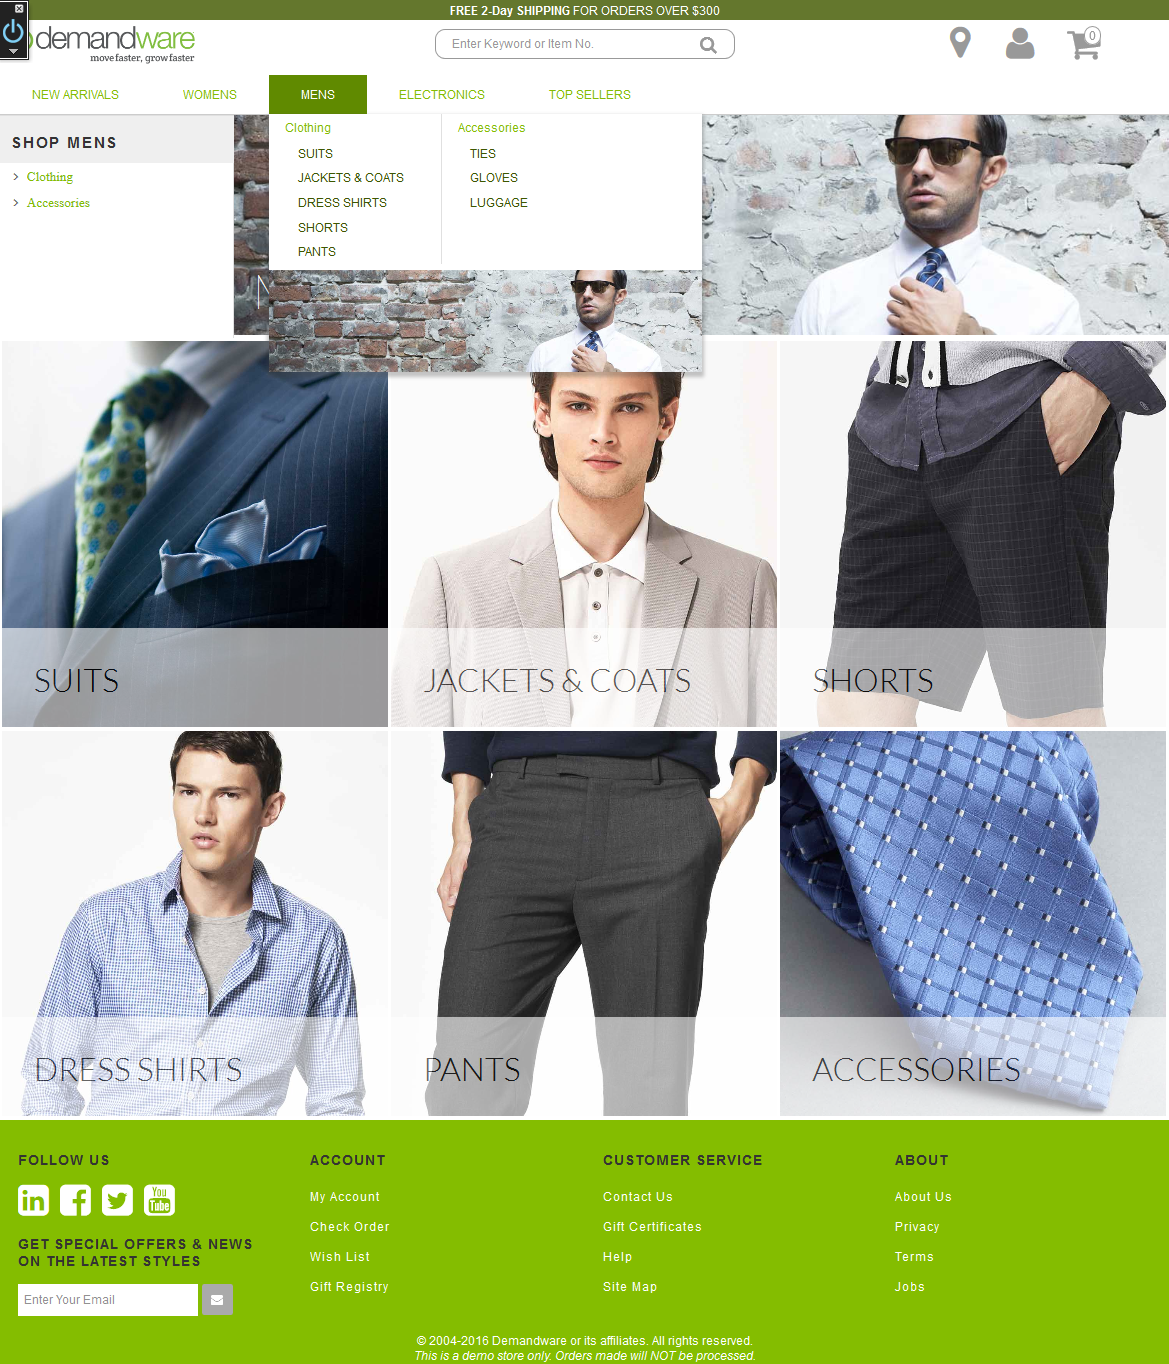 FREE 2-Day SHIPPING FOR ORDERS OVER $300
demandware
move faster, grow faster
Enter Keyword or Item No.
0
NEW ARRIVALS
WOMENS
MENS
ELECTRONICS
TOP SELLERS
SHOP MENS
Clothing
Accessories
Clothing
SUITS
JACKETS & COATS
DRESS SHIRTS
SHORTS
PANTS
Accessories
TIES
GLOVES
LUGGAGE
SUITS
JACKETS & COATS
SHORTS
DRESS SHIRTS
PANTS
ACCESSORIES
FOLLOW US
in
You
Tube
GET SPECIAL OFFERS & NEWS
ON THE LATEST STYLES
Enter Your Email
ACCOUNT
My Account
Check Order
Wish List
Gift Registry
CUSTOMER SERVICE
Contact Us
Gift Certificates
Help
Site Map
ABOUT
About Us
Privacy
Terms
Jobs
© 2004-2016 Demandware or its affiliates. All rights reserved.
This is a demo store only. Orders made will NOT be processed.